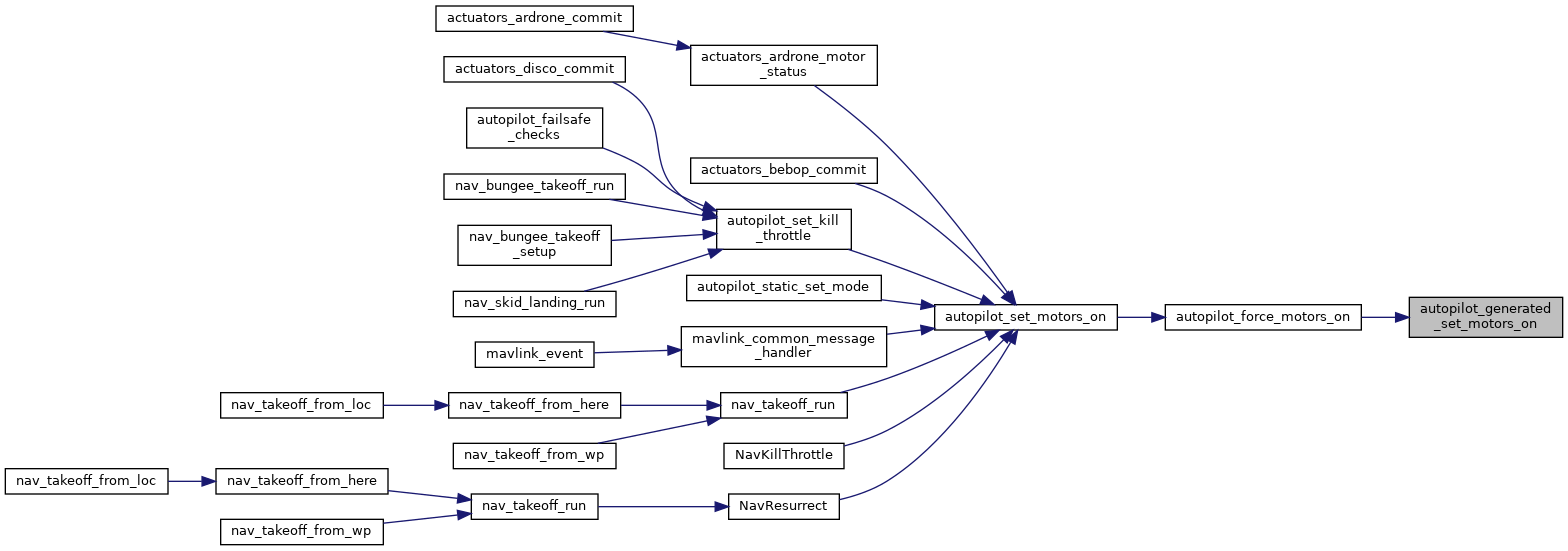 actuators_ardrone_commit
actuators_ardrone_motor
_status
actuators_disco_commit
autopilot_failsafe
_checks
actuators_bebop_commit
nav_bungee_takeoff_run
autopilot_set_kill
_throttle
nav_bungee_takeoff
_setup
autopilot_static_set_mode
nav_skid_landing_run
autopilot_set_motors_on
autopilot_force_motors_on
autopilot_generated
_set_motors_on
mavlink_common_message
_handler
mavlink_event
nav_takeoff_from_loc
nav_takeoff_from_here
nav_takeoff_run
nav_takeoff_from_wp
NavKillThrottle
nav_takeoff_from_loc
nav_takeoff_from_here
nav_takeoff_run
NavResurrect
nav_takeoff_from_wp